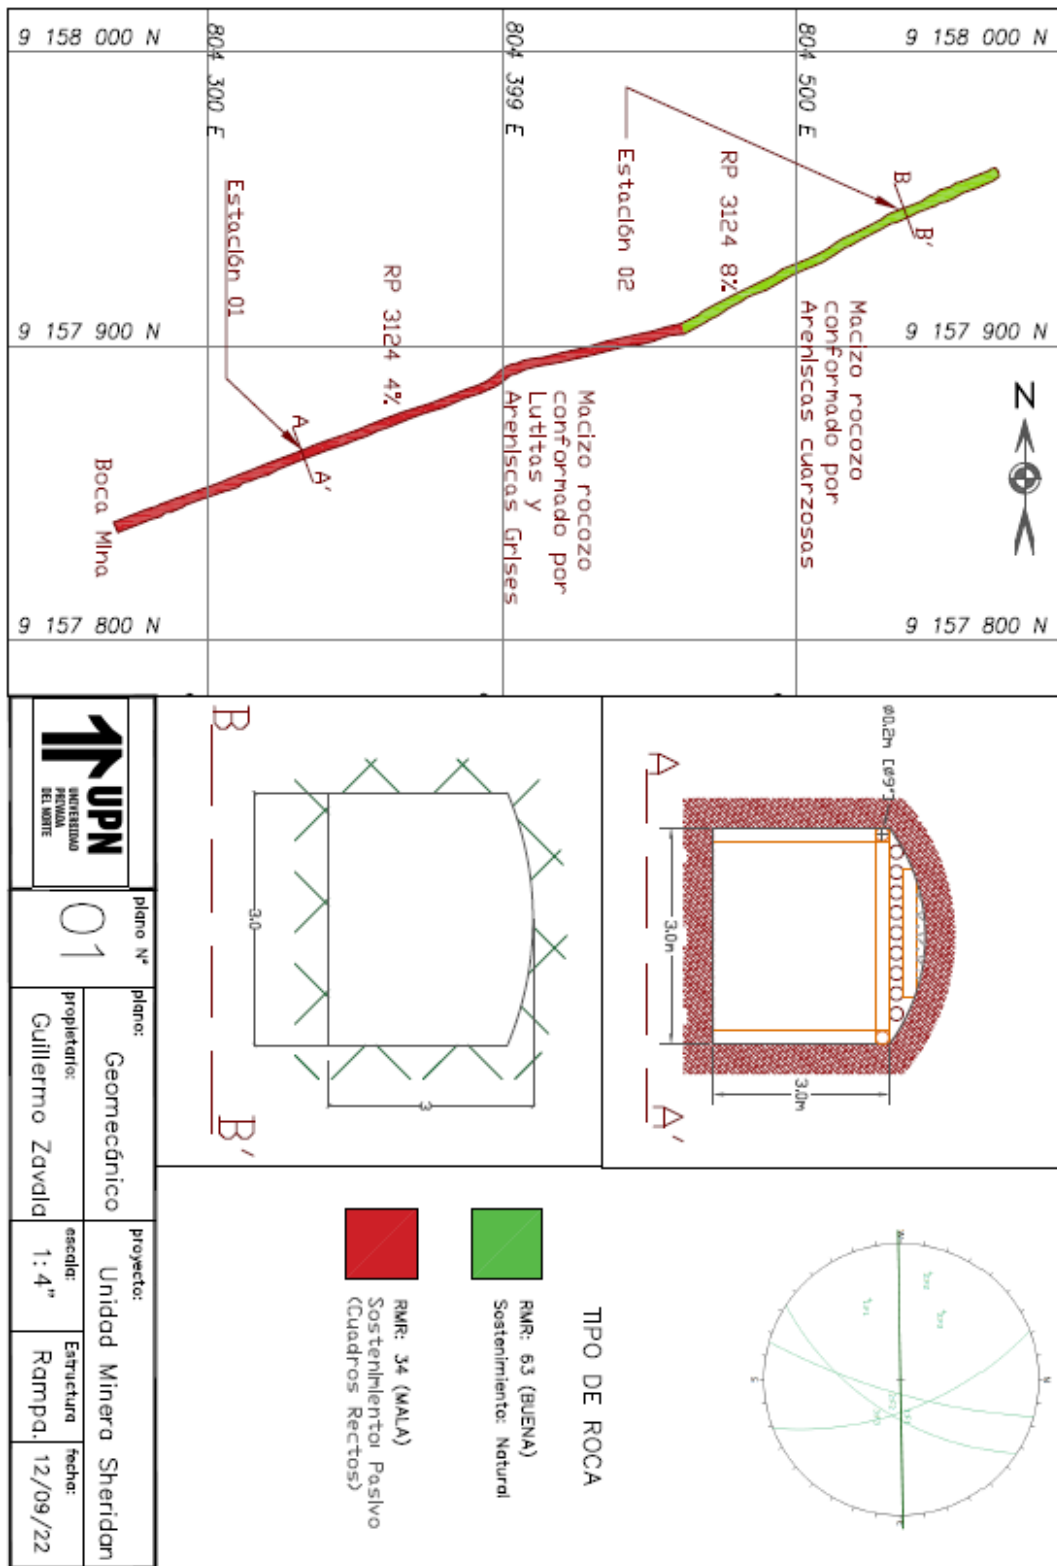 9 158 000 N
9 158 000 N
804 300 E
804 399 E
804 500 E
9 157 900 N
9 157 900 N
9 157 800 N
9 157 800 N
N
Estación 01
Estación 02
RP 3124 4%
RP 3124 8%
A
A'
B
B'
Boca Mina
Macizo rocozo
conformado por
Lutitas y
Areniscas Grises
Macizo rocozo
conformado por
Areniscas cuarzosas
A
A'
3.0m
3.0m
B
B'
3.0
3
N
S
TIPO DE ROCA
RMR: 63 (BUENA)
Sostenimiento: Natural
RMR: 34 (MALA)
Sostenimiento: Pasivo
(Cuadros Rectos)
UPN
UNIVERSIDAD
PRIVADA
DEL NORTE
plano N°
01
plano:
Geomecánico
proyecto:
Unidad Minera Sheridan
propietario:
Guillermo Zavala
escala:
1:4"
Estructura
Rampa.
fecha:
12/09/22